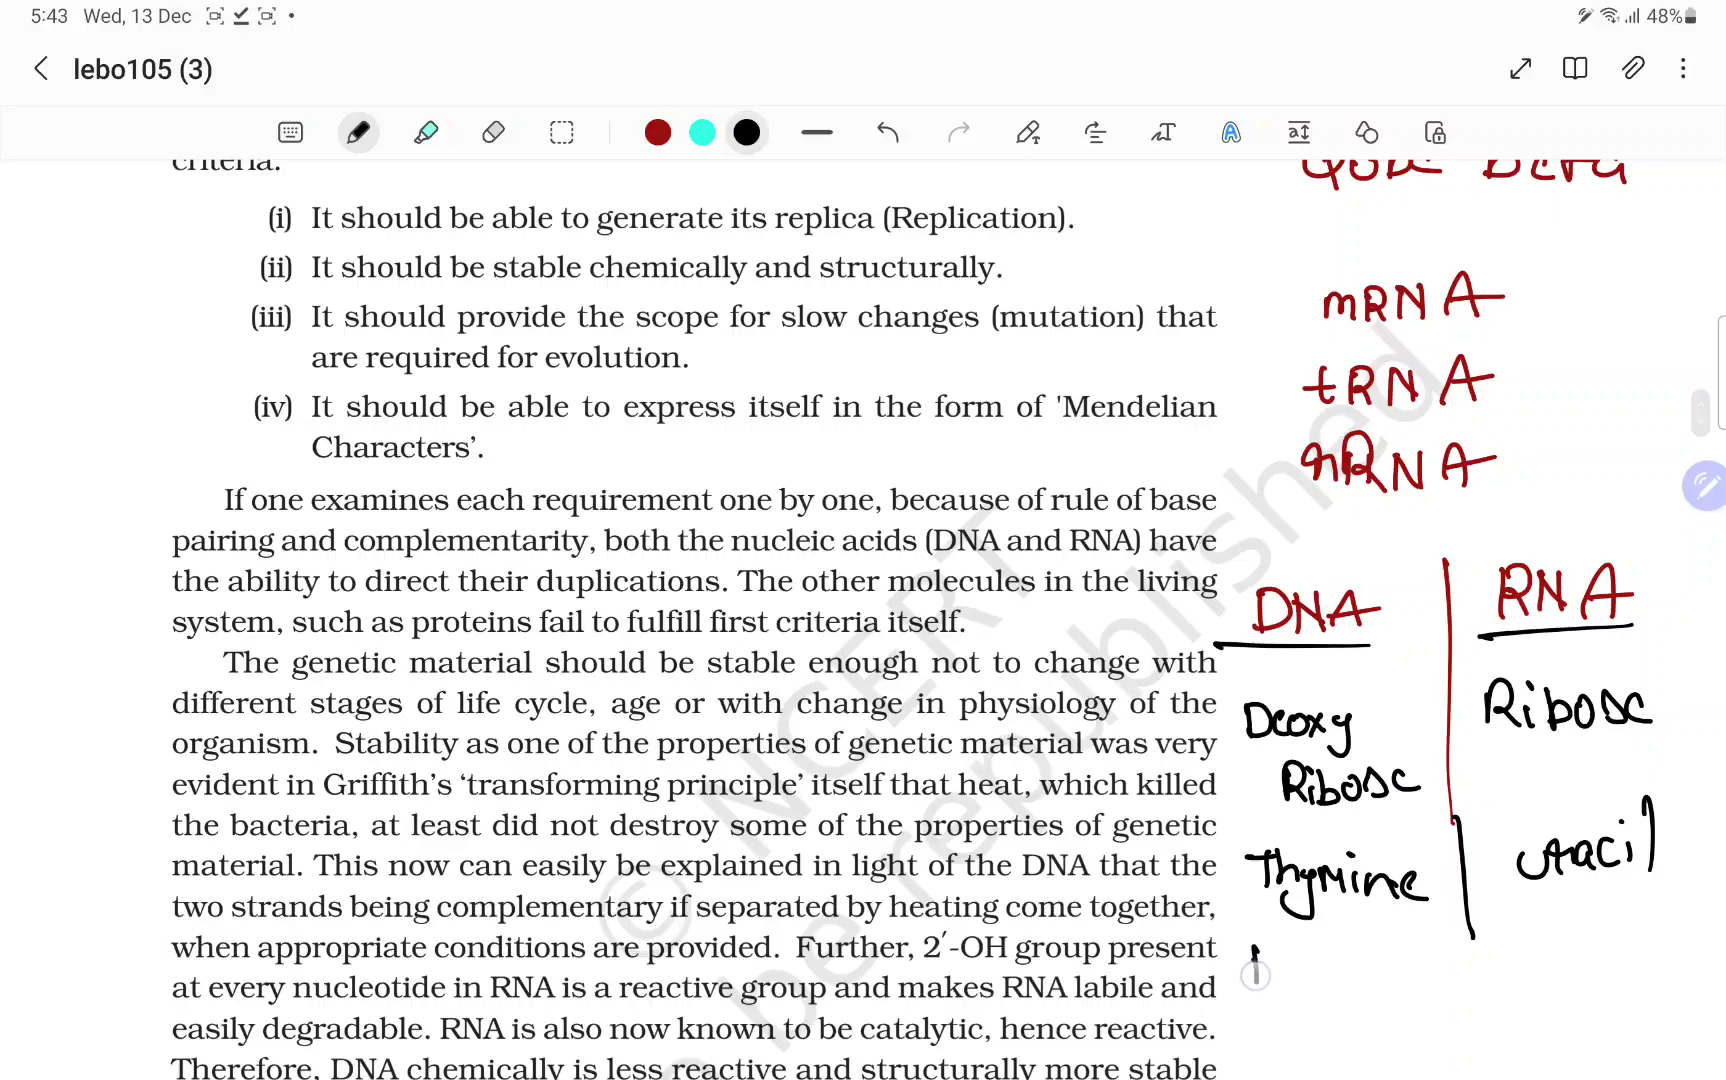 5:43 Wed, 13 Dec
48%
lebo105 (3)
criteria.
(i) It should be able to generate its replica (Replication).
(ii) It should be stable chemically and structurally.
(iii) It should provide the scope for slow changes (mutation) that
are required for evolution.
(iv) It should be able to express itself in the form of 'Mendelian
Characters’.
If one examines each requirement one by one, because of rule of base
pairing and complementarity, both the nucleic acids (DNA and RNA) have
the ability to direct their duplications. The other molecules in the living
system, such as proteins fail to fulfill first criteria itself.
The genetic material should be stable enough not to change with
different stages of life cycle, age or with change in physiology of the
organism. Stability as one of the properties of genetic material was very
evident in Griffith’s ‘transforming principle’ itself that heat, which killed
the bacteria, at least did not destroy some of the properties of genetic
material. This now can easily be explained in light of the DNA that the
two strands being complementary if separated by heating come together,
when appropriate conditions are provided. Further, 2′-OH group present
at every nucleotide in RNA is a reactive group and makes RNA labile and
easily degradable. RNA is also now known to be catalytic, hence reactive.
Therefore, DNA chemically is less reactive and structurally more stable
mRNA
tRNA
rRNA
DNA
RNA
Deoxy
Ribose
Ribose
Thymine
Uracil
© NCERT
be republished